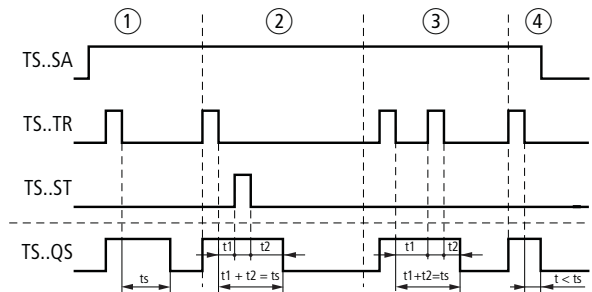 1 2 3 4
TS..SA
TS..TR
TS..ST
TS..QS
t1 t2 t1 t2
ts t1 + t2 = ts t1+t2=ts t < ts